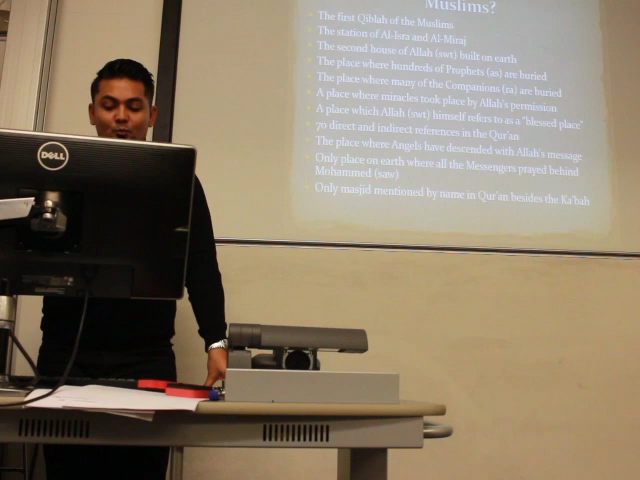 Muslims?
The first Qiblah of the Muslims
The station of Al-Isra and Al-Miraj
The second house of Allah (swt) built on earth
The place where hundreds of Prophets (as) are buried
The place where many of the Companions (ra) are buried
A place where miracles took place by Allah's permission
A place which Allah (swt) himself refers to as a "blessed place"
70 direct and indirect references in the Qur'an
The place where Angels have descended with Allah's message
Only place on earth where all the Messengers prayed behind
Mohammed (saw)
Only masjid mentioned by name in Qur'an besides the Ka'bah
DELL